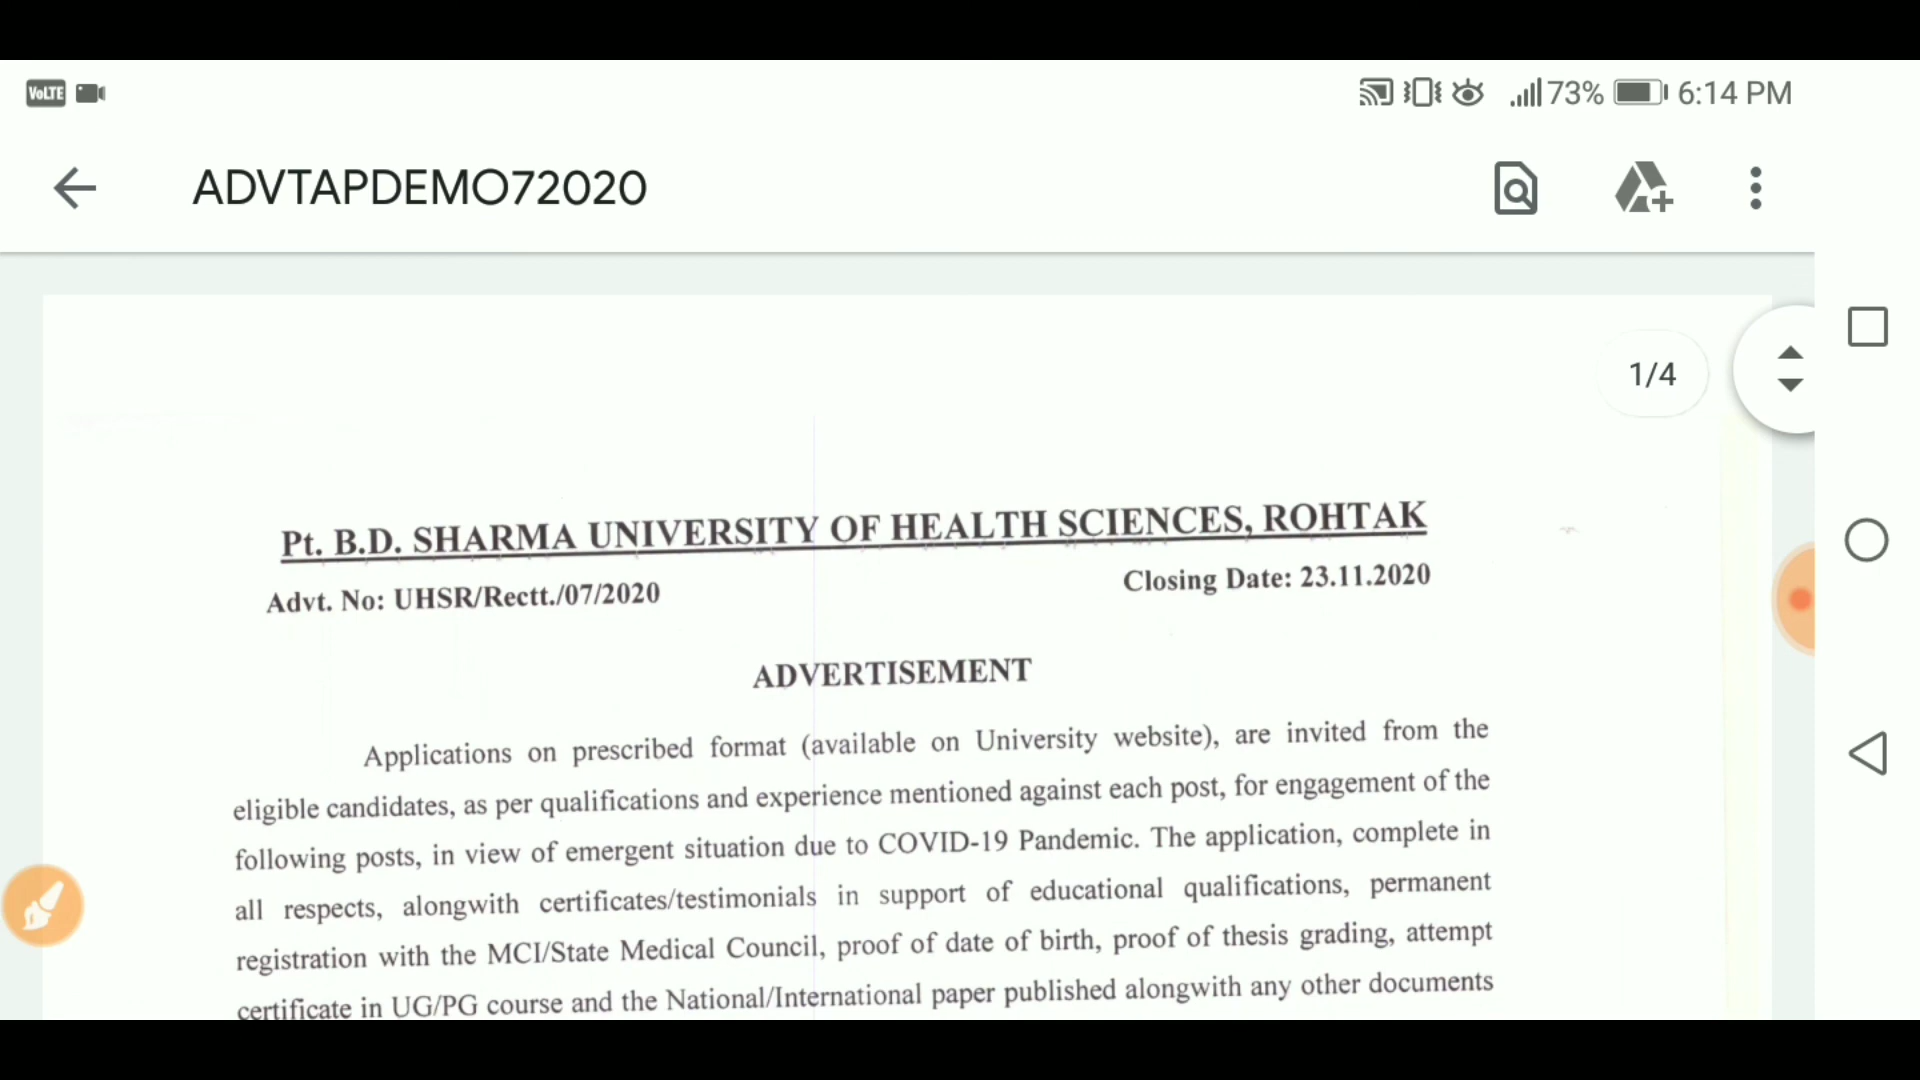 VoLTE 73% 6:14 PM
ADVTAPDEMO72020
1/4
Pt. B.D. SHARMA UNIVERSITY OF HEALTH SCIENCES, ROHTAK
Advt. No: UHSR/Rectt./07/2020 Closing Date: 23.11.2020
ADVERTISEMENT
Applications on prescribed format (available on University website), are invited from the
eligible candidates, as per qualifications and experience mentioned against each post, for engagement of the
following posts, in view of emergent situation due to COVID-19 Pandemic. The application, complete in
all respects, alongwith certificates/testimonials in support of educational qualifications, permanent
registration with the MCI/State Medical Council, proof of date of birth, proof of thesis grading, attempt
certificate in UG/PG course and the National/International paper published alongwith any other documents